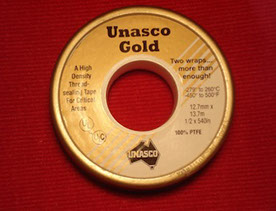 Unasco
Gold
Two wraps...
more than
enough!
A High
Density
Thread-
sealing Tape
For Critical
Areas
-279° to 260°C
-450° to 500°F
12.7mm x
13.7m
1/2 x 540in
100% PTFE
UNASCO